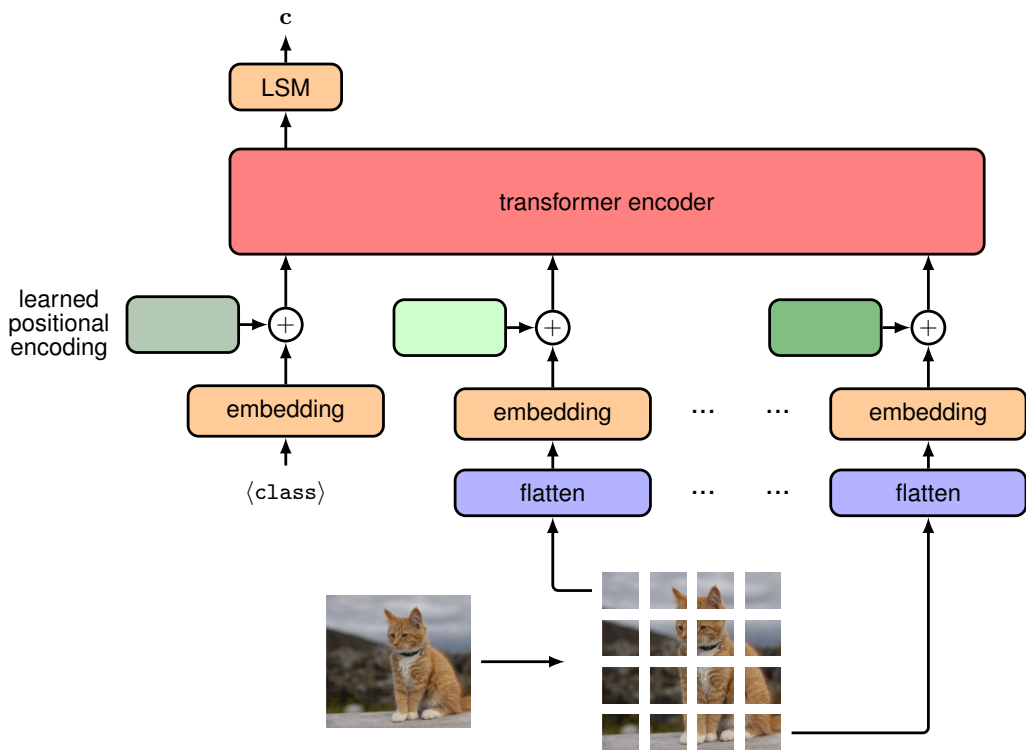 c
LSM
transformer encoder
learned
positional
encoding
+
+
+
embedding
embedding
... ...
embedding
⟨class⟩
flatten
... ...
flatten